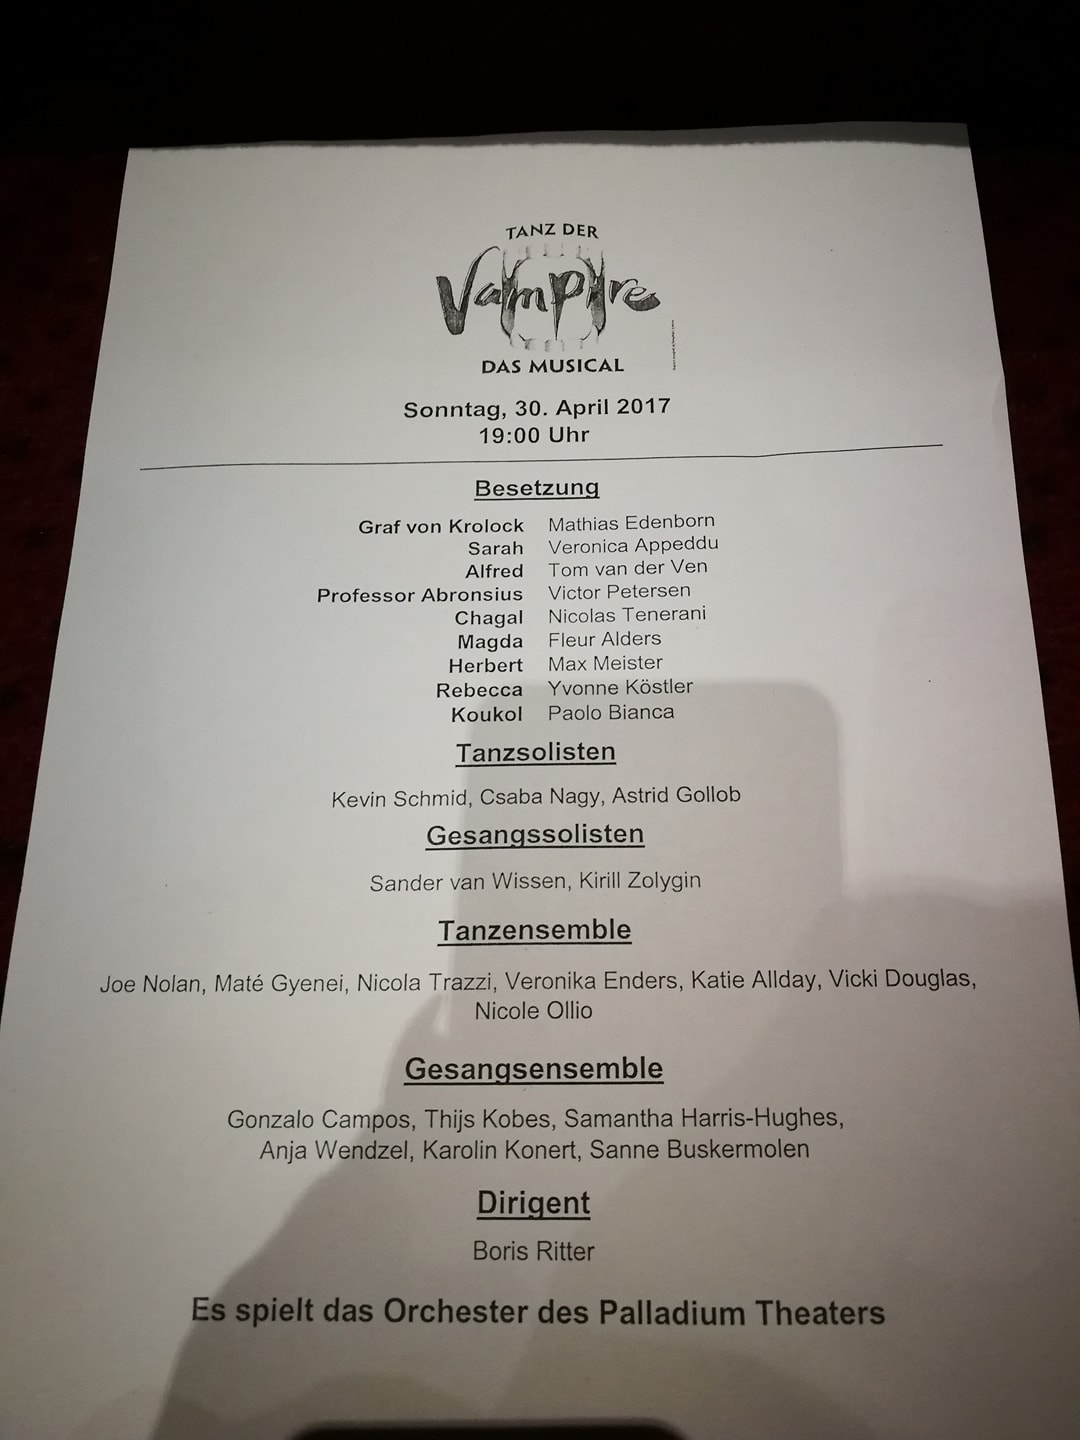 TANZ DER
Vampire
DAS MUSICAL
Sonntag, 30. April 2017
19:00 Uhr
Besetzung
Graf von Krolock Mathias Edenborn
Sarah Veronica Appeddu
Alfred Tom van der Ven
Professor Abronsius Victor Petersen
Chagal Nicolas Tenerani
Magda Fleur Alders
Herbert Max Meister
Rebecca Yvonne Köstler
Koukol Paolo Bianca
Tanzsolisten
Kevin Schmid, Csaba Nagy, Astrid Gollob
Gesangssolisten
Sander van Wissen, Kirill Zolygin
Tanzensemble
Joe Nolan, Maté Gyenei, Nicola Trazzi, Veronika Enders, Katie Allday, Vicki Douglas,
Nicole Ollio
Gesangsensemble
Gonzalo Campos, Thijs Kobes, Samantha Harris-Hughes,
Anja Wendzel, Karolin Konert, Sanne Buskermolen
Dirigent
Boris Ritter
Es spielt das Orchester des Palladium Theaters